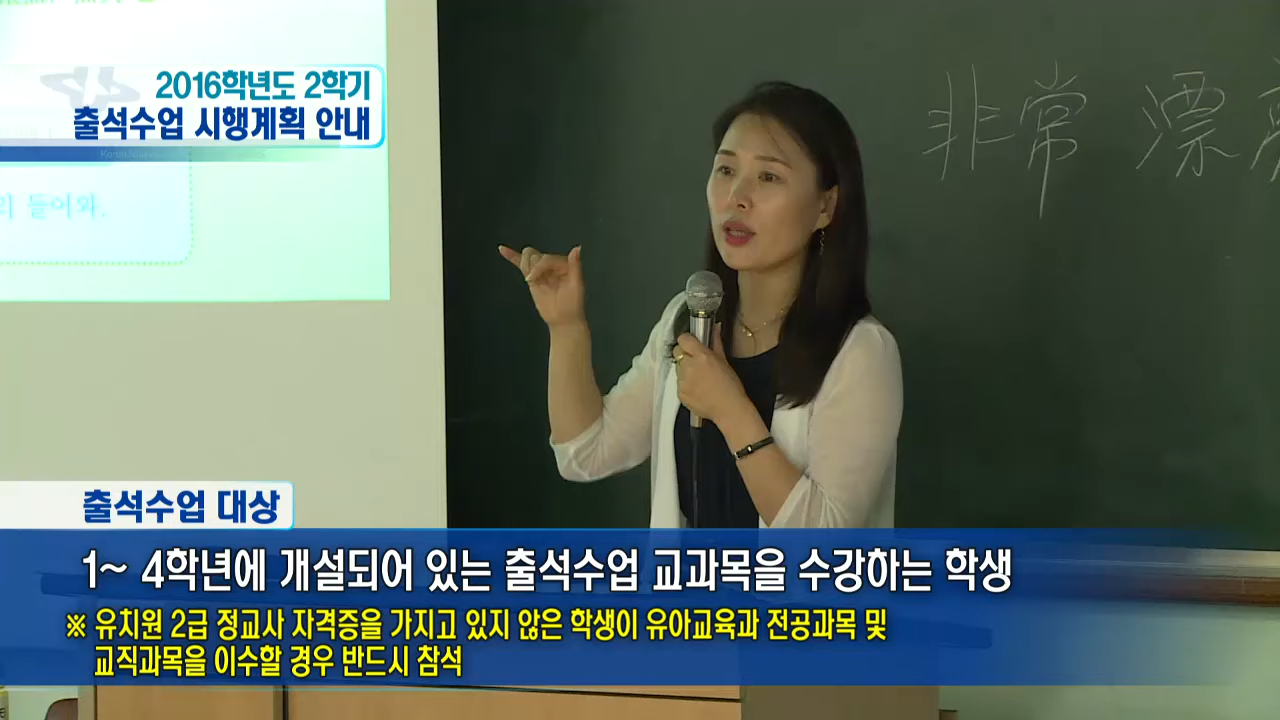 2016학년도 2학기
출석수업 시행계획 안내
들어와.
非常 漂
출석수업 대상
1~ 4학년에 개설되어 있는 출석수업 교과목을 수강하는 학생
※ 유치원 2급 정교사 자격증을 가지고 있지 않은 학생이 유아교육과 전공과목 및
교직과목을 이수할 경우 반드시 참석